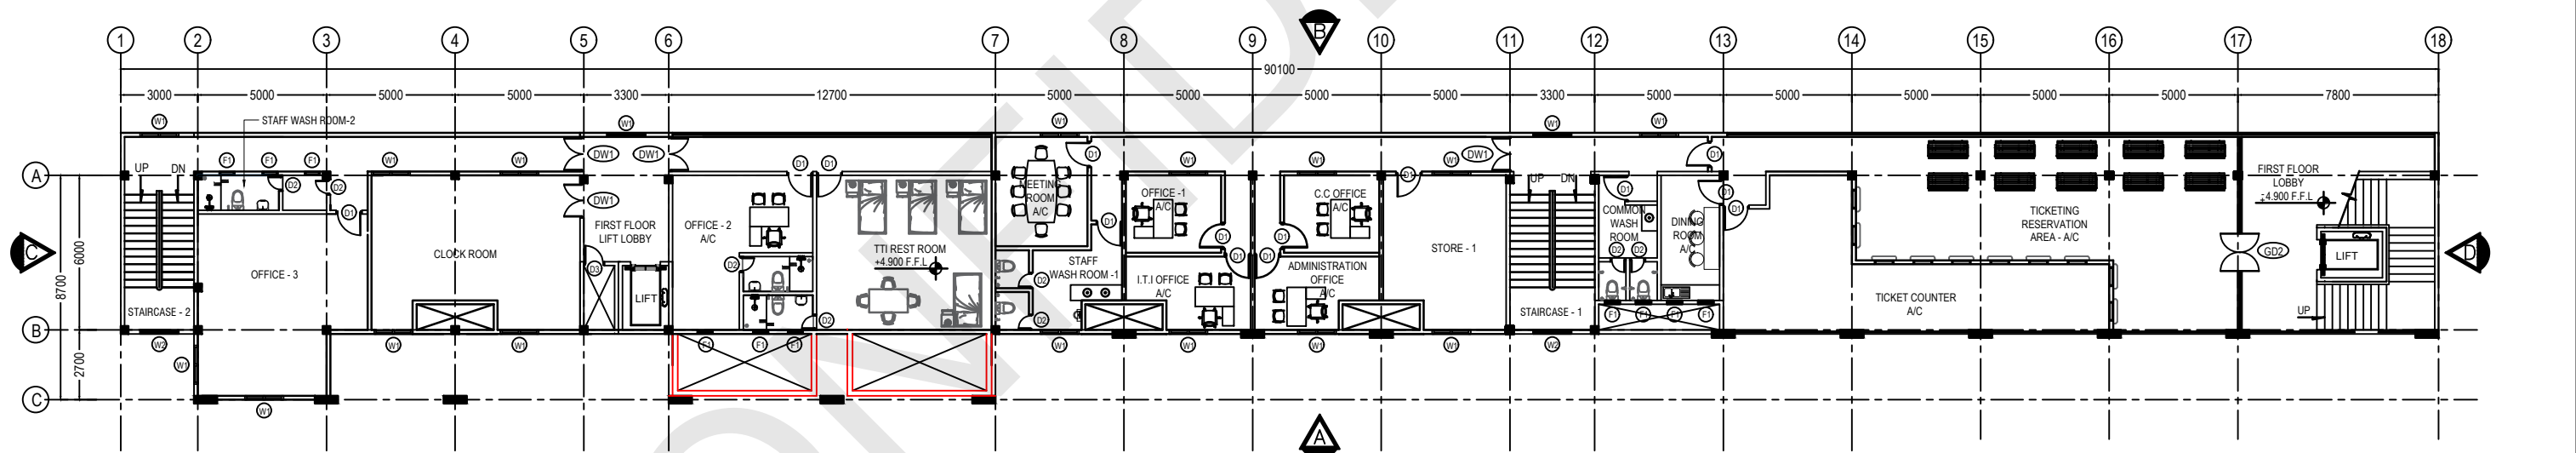 B
1 2 3 4 5 6 7 8 9 10 11 12 13 14 15 16 17 18
90100
3000 5000 5000 5000 3300 12700 5000 5000 5000 5000 3300 5000 5000 5000 5000 5000 7800
STAFF WASH ROOM-2
W1 W1 W1 W1 W1
DW1 DW1 D1 DW1 D1
F1 F1 F1 W1 W1 D1 D1 W1 W1 W1
A
UP DN
D2 D2
D1
DW1
MEETING
ROOM
A/C
D1
OFFICE -1
A/C
D1
C.C OFFICE
A/C
D1
D1
UP DN
D1
COMMON
WASH
ROOM
D2 D2
DINING
ROOM
A/C
D1
D1
FIRST FLOOR
LOBBY
+4.900 F.F.L
TICKETING
RESERVATION
AREA - A/C
GD2
FIRST FLOOR
LIFT LOBBY
OFFICE - 2
A/C
TTI REST ROOM
+4.900 F.F.L
STORE - 1
C
6000
8700
OFFICE - 3
CLOCK ROOM
D3
LIFT
D2
D2
STAFF
WASH ROOM -1
D2
D2
D1
I.T.I OFFICE
A/C
D1
ADMINISTRATION
OFFICE
A/C
LIFT
D
TICKET COUNTER
A/C
STAIRCASE - 2
STAIRCASE - 1
F1 F1 F1 F1
UP
B
W2 W1 W1 F1 F1 F1 W1 W1 W1 W1 W2
2700
W1
C
W1
A